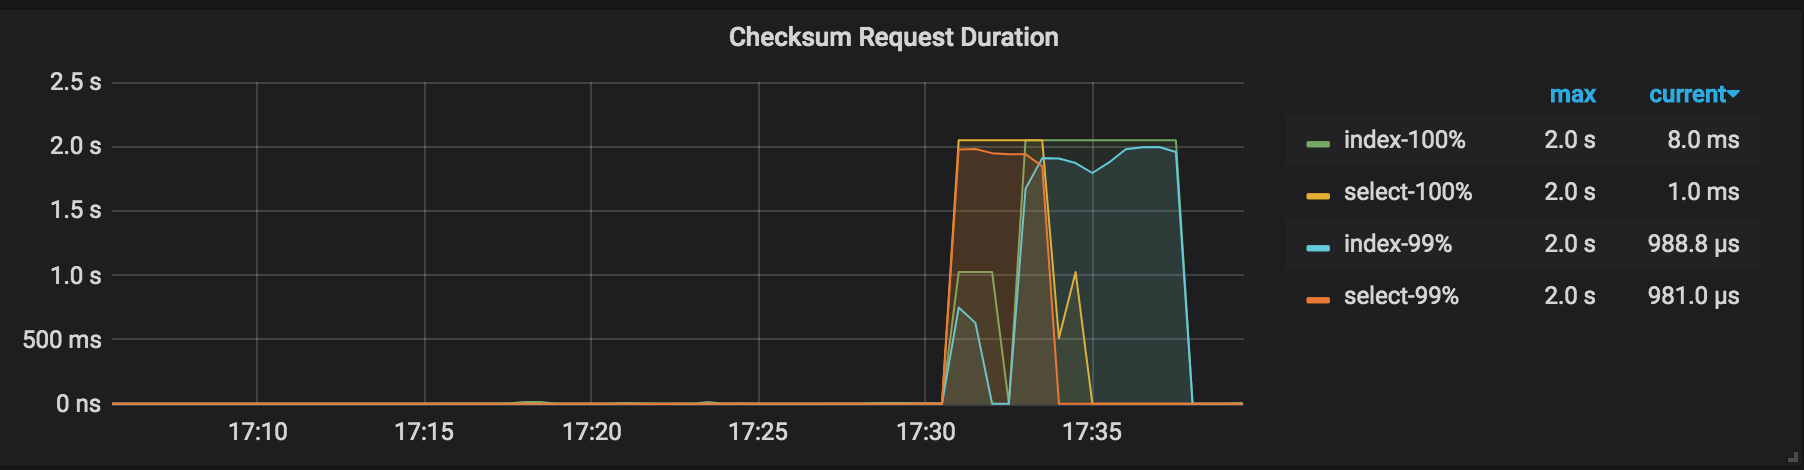 Checksum Request Duration
2.5 s
2.0 s
1.5 s
1.0 s
500 ms
0 ns
17:10 17:15 17:20 17:25 17:30 17:35
max current
index-100% 2.0 s 8.0 ms
select-100% 2.0 s 1.0 ms
index-99% 2.0 s 988.8 µs
select-99% 2.0 s 981.0 µs